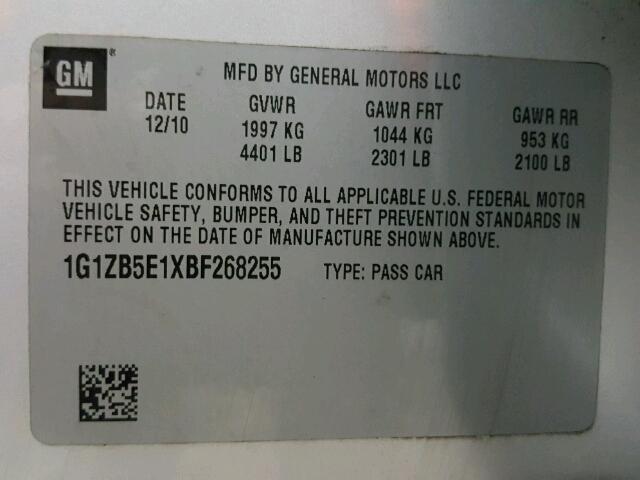 GM ®
MFD BY GENERAL MOTORS LLC
DATE GVWR GAWR FRT GAWR RR
12/10 1997 KG 1044 KG 953 KG
4401 LB 2301 LB 2100 LB
THIS VEHICLE CONFORMS TO ALL APPLICABLE U.S. FEDERAL MOTOR
VEHICLE SAFETY, BUMPER, AND THEFT PREVENTION STANDARDS IN
EFFECT ON THE DATE OF MANUFACTURE SHOWN ABOVE.
1G1ZB5E1XBF268255 TYPE: PASS CAR